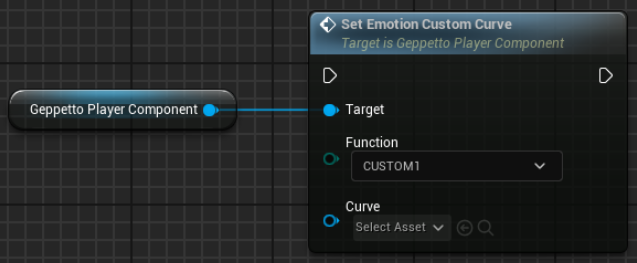 Set Emotion Custom Curve
Target is Geppetto Player Component
Geppetto Player Component
Target
Function
CUSTOM1
Curve
Select Asset